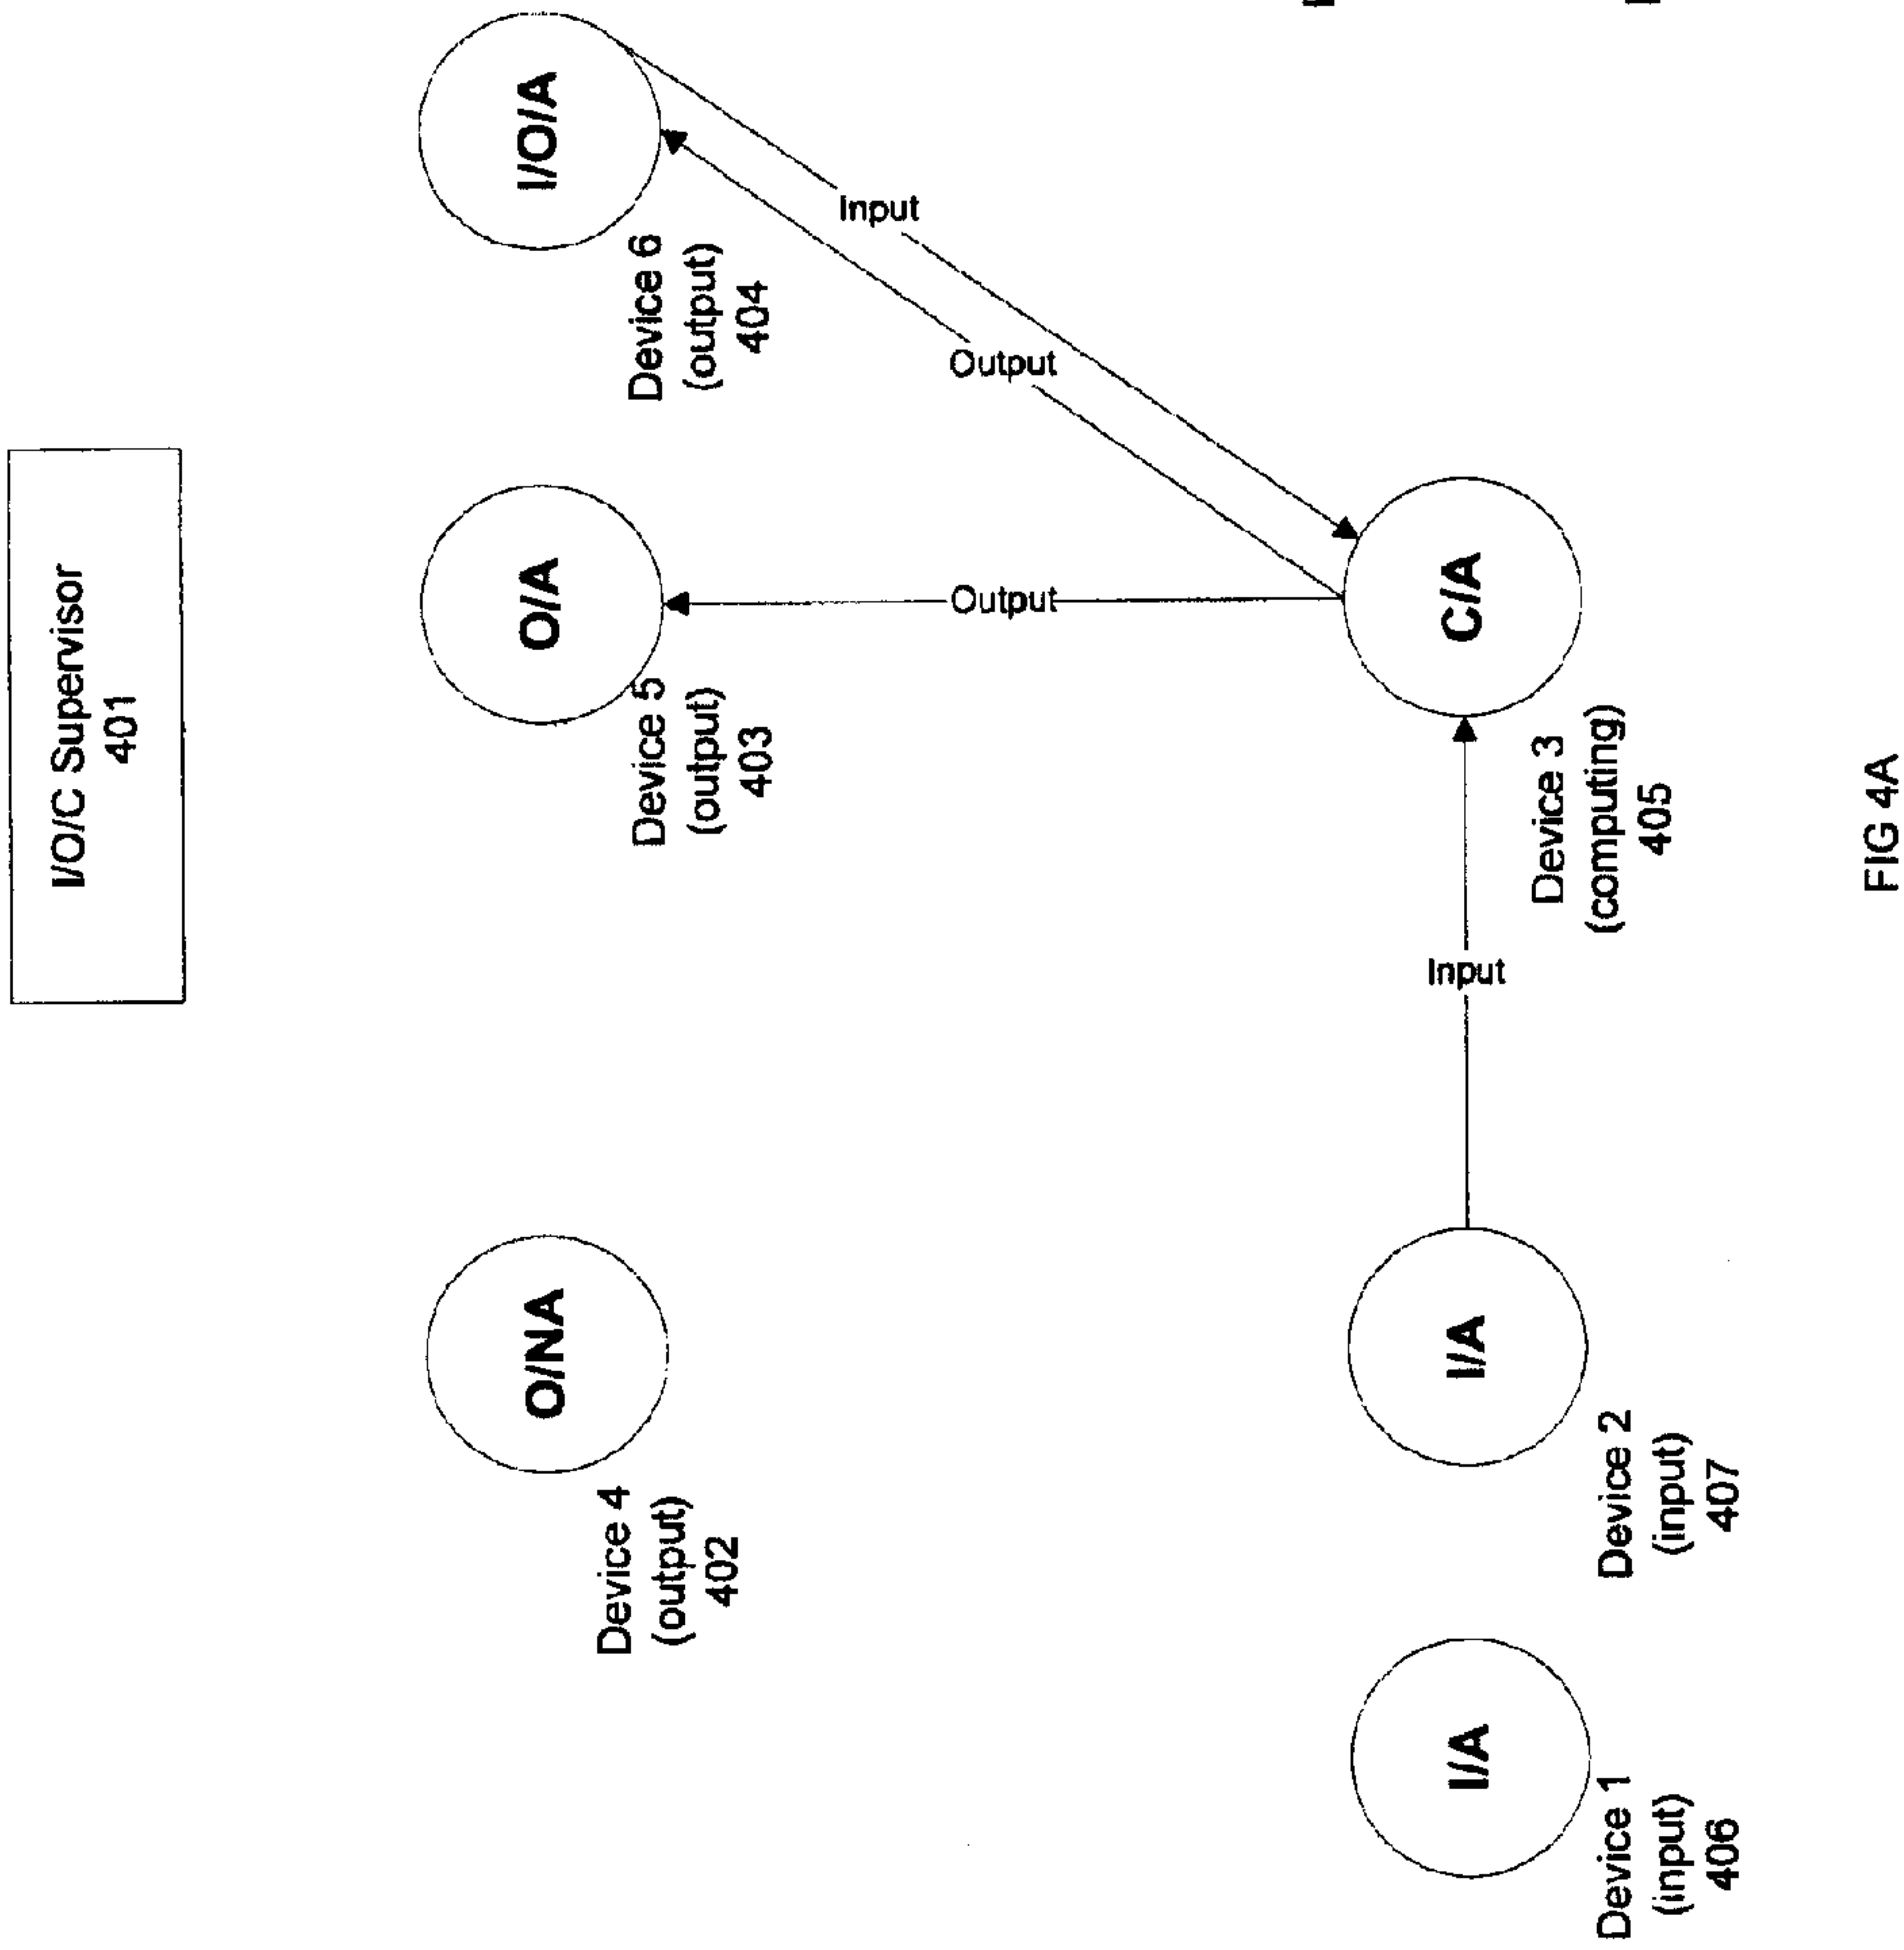 I/O/C Supervisor
401
O/NA
Device 4
(output)
402
O/A
Device 5
(output)
403
I/O/A
Device 6
(output)
404
Input
Output
Output
I/A
Device 1
(input)
406
I/A
Device 2
(input)
407
Input
C/A
Device 3
(computing)
405
FIG 4A